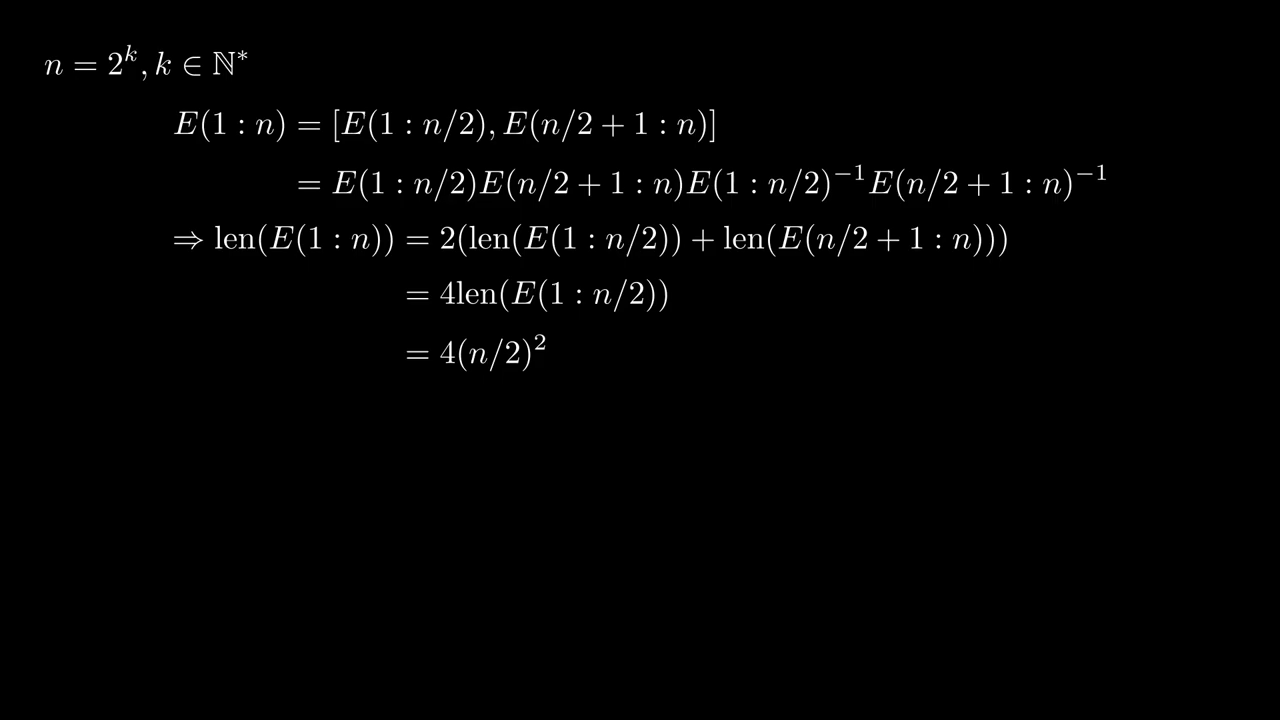 n = 2^k, k ∈ ℕ*
E(1 : n) = [E(1 : n/2), E(n/2 + 1 : n)]
= E(1 : n/2)E(n/2 + 1 : n)E(1 : n/2)^{-1}E(n/2 + 1 : n)^{-1}
⇒ len(E(1 : n)) = 2(len(E(1 : n/2)) + len(E(n/2 + 1 : n)))
= 4len(E(1 : n/2))
= 4(n/2)^2